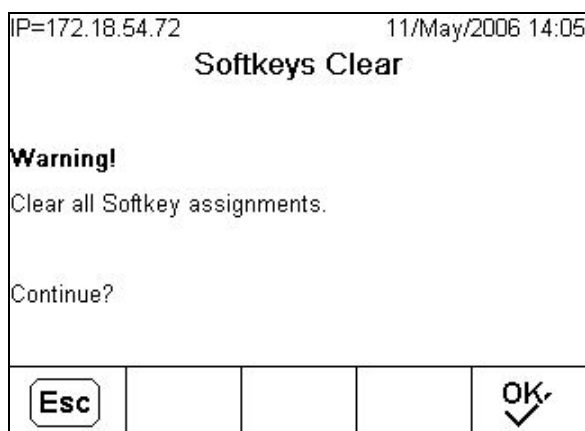 IP=172.18.54.72 11/May/2006 14:05
Softkeys Clear
Warning!
Clear all Softkey assignments.
Continue?
Esc OK